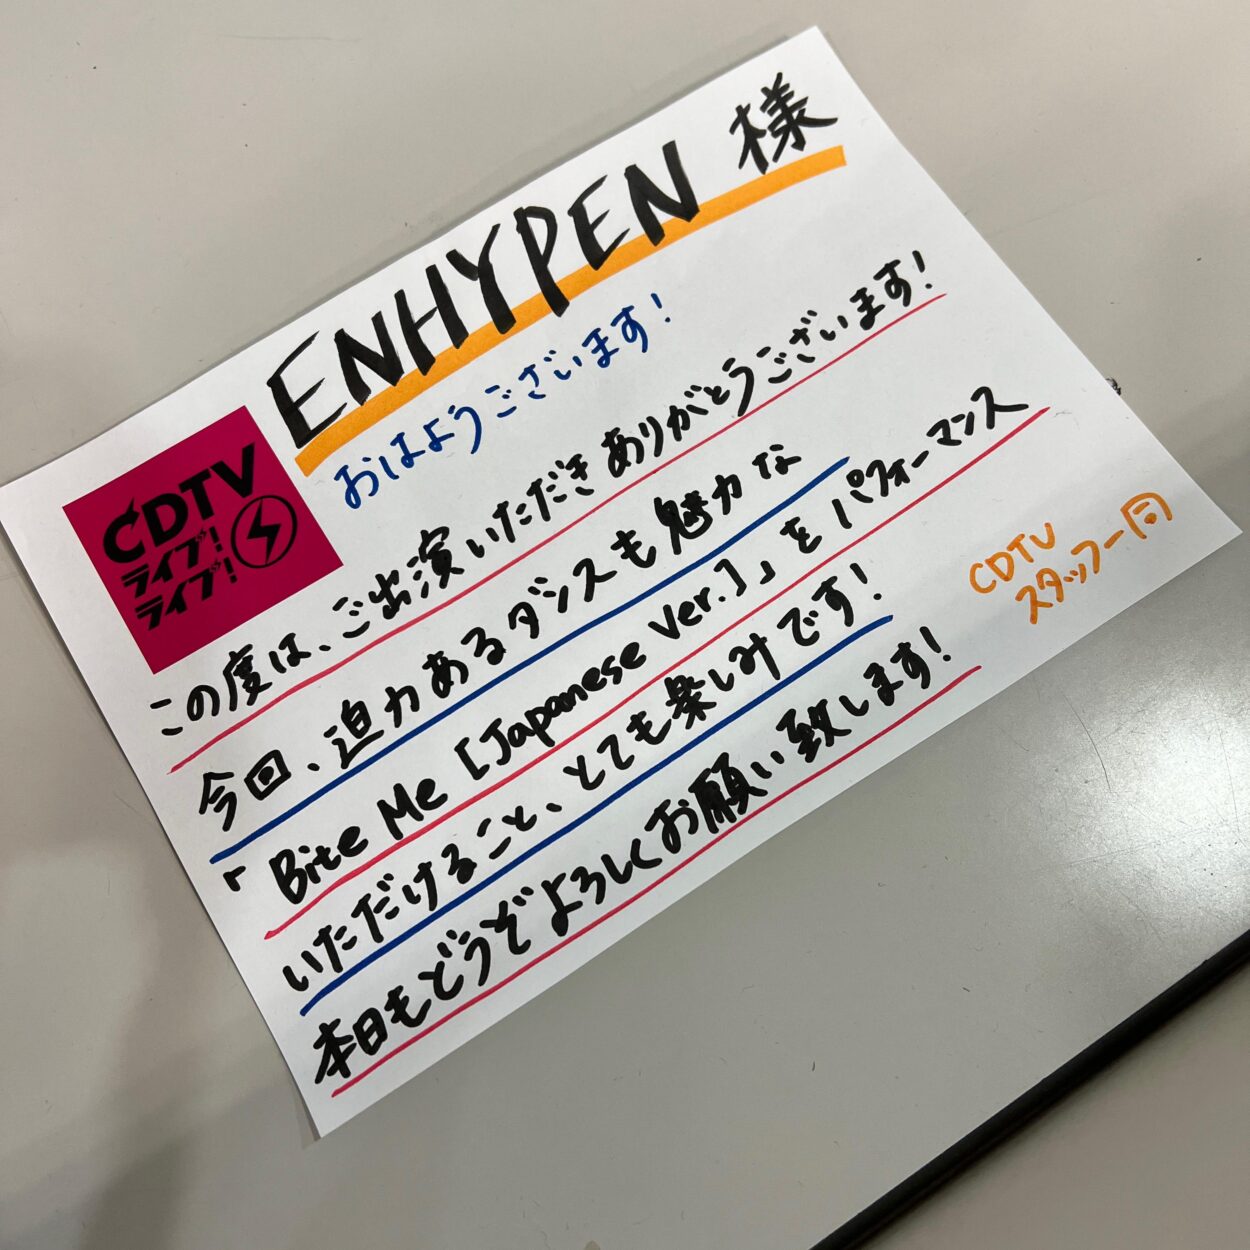 ENHYPEN 様
おはようございます！
CDTV
ライブ！
ライブ！
この度は、ご出演いただきありがとうございます！
今回、迫力あるダンスも魅力な
「Bite Me [Japanese Ver.]」をパフォーマンス
いただけること、とても楽しみです！
本日もどうぞよろしくお願い致します！
CDTV
スタッフ一同